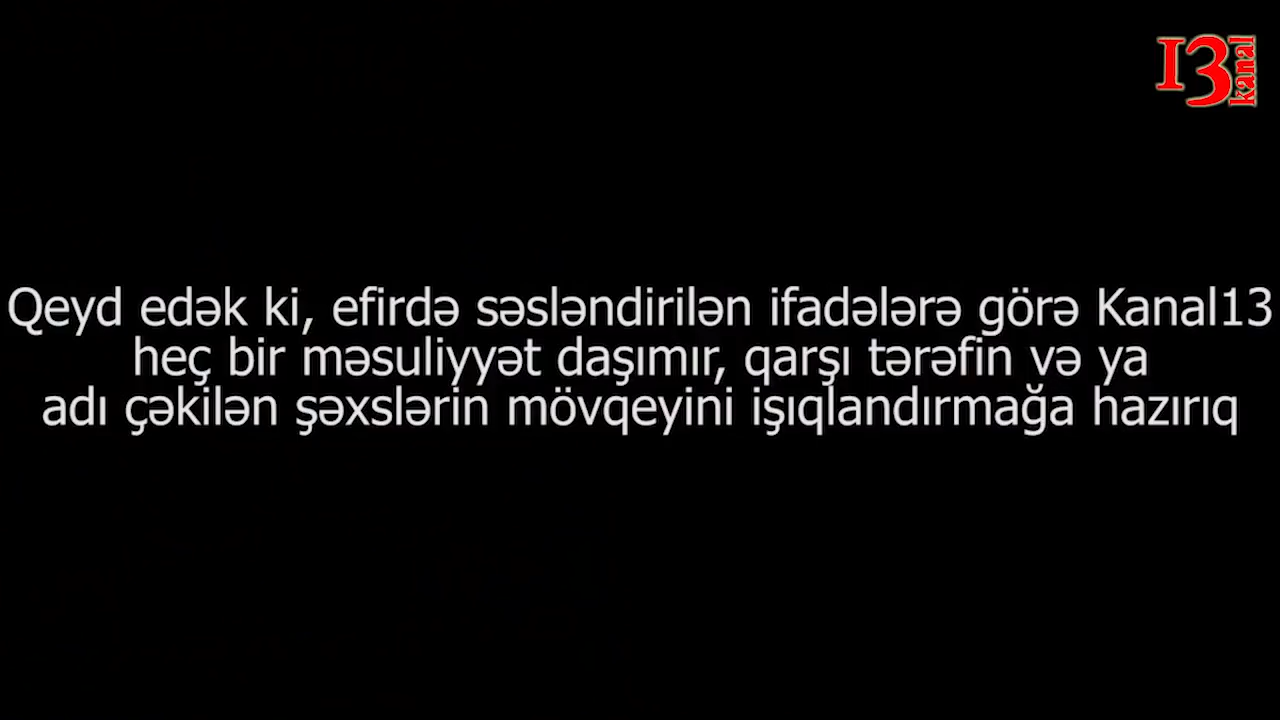 13 kanal
Qeyd edək ki, efirdə səsləndirilən ifadələrə görə Kanal13
heç bir məsuliyyət daşımır, qarşı tərəfin və ya
adı çəkilən şəxslərin mövqeyini işıqlandırmağa hazırıq